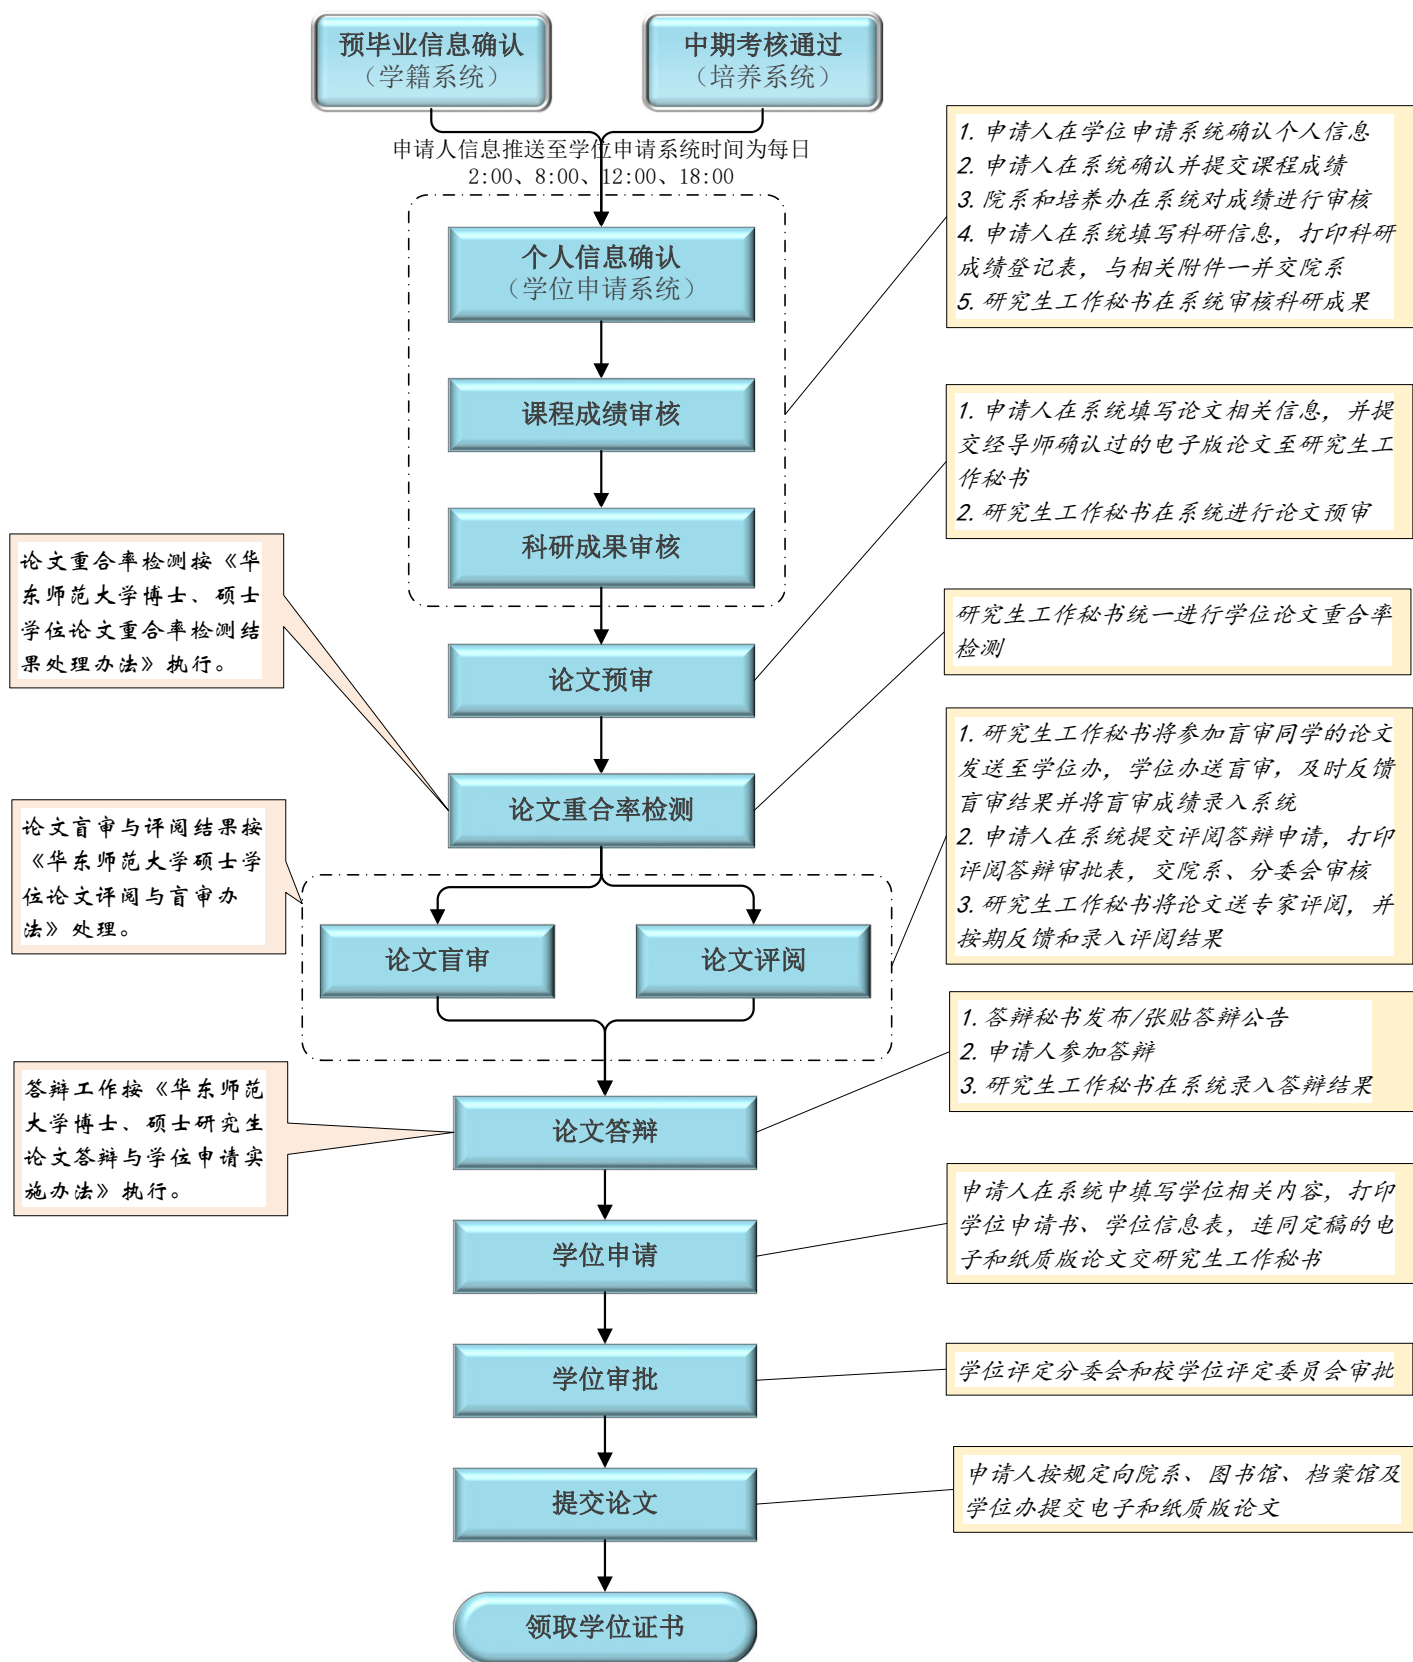 预毕业信息确认
（学籍系统）
中期考核通过
（培养系统）
申请人信息推送至学位申请系统时间为每日
2:00、8:00、12:00、18:00
个人信息确认
（学位申请系统）
课程成绩审核
科研成果审核
论文预审
论文重合率检测
论文盲审
论文评阅
论文答辩
学位申请
学位审批
提交论文
领取学位证书
1. 申请人在学位申请系统确认个人信息
2. 申请人在系统确认并提交课程成绩
3. 院系和培养办在系统对成绩进行审核
4. 申请人在系统填写科研信息，打印科研
成绩登记表，与相关附件一并交院系
5. 研究生工作秘书在系统审核科研成果
1. 申请人在系统填写论文相关信息，并提
交经导师确认过的电子版论文至研究生工
作秘书
2. 研究生工作秘书在系统进行论文预审
研究生工作秘书统一进行学位论文重合率
检测
1. 研究生工作秘书将参加盲审同学的论文
发送至学位办，学位办送盲审，及时反馈
盲审结果并将盲审成绩录入系统
2. 申请人在系统提交评阅答辩申请，打印
评阅答辩审批表，交院系、分委会审核
3. 研究生工作秘书将论文送专家评阅，并
按期反馈和录入评阅结果
1. 答辩秘书发布/张贴答辩公告
2. 申请人参加答辩
3. 研究生工作秘书在系统录入答辩结果
申请人在系统中填写学位相关内容，打印
学位申请书、学位信息表，连同定稿的电
子和纸质版论文交研究生工作秘书
学位评定分委会和校学位评定委员会审批
申请人按规定向院系、图书馆、档案馆及
学位办提交电子和纸质版论文
论文重合率检测按《华
东师范大学博士、硕士
学位论文重合率检测结
果处理办法》执行。
论文盲审与评阅结果按
《华东师范大学硕士学
位论文评阅与盲审办
法》处理。
答辩工作按《华东师范
大学博士、硕士研究生
论文答辩与学位申请实
施办法》执行。